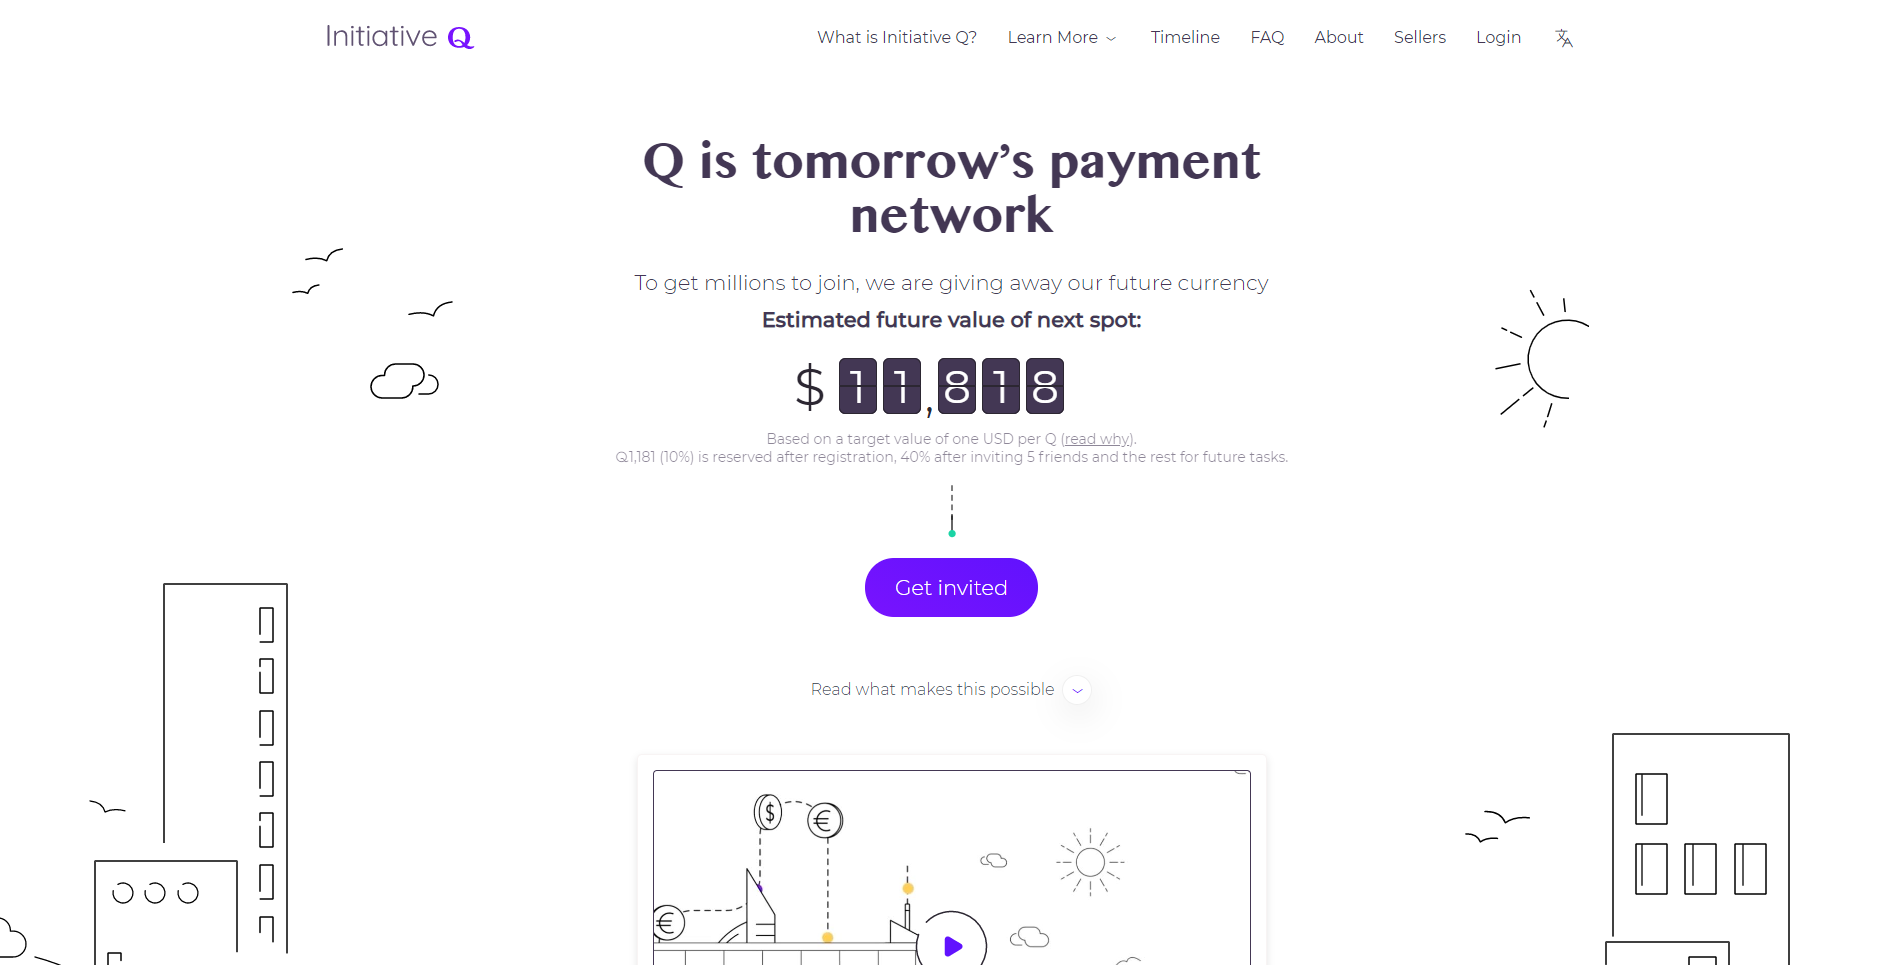 Initiative Q
What is Initiative Q? Learn More Timeline FAQ About Sellers Login
Q is tomorrow’s payment
network
To get millions to join, we are giving away our future currency
Estimated future value of next spot:
$ 11,818
Based on a target value of one USD per Q (read why).
Q1,181 (10%) is reserved after registration, 40% after inviting 5 friends and the rest for future tasks.
Get invited
Read what makes this possible
$
€
€